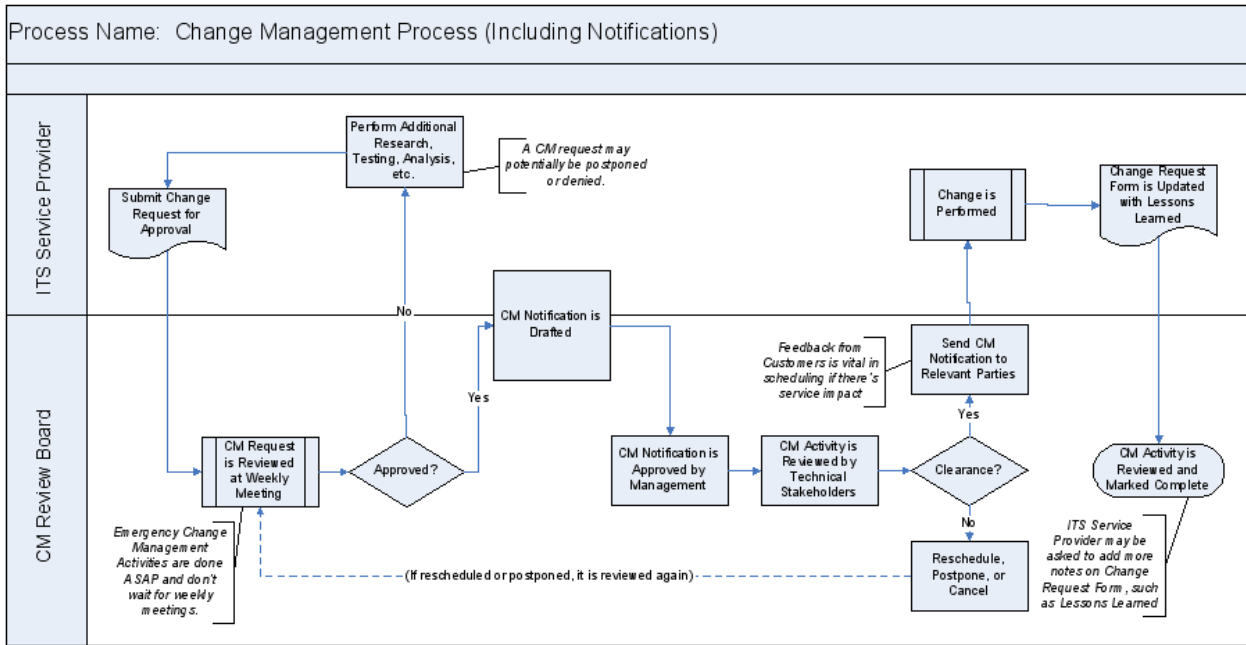 Process Name: Change Management Process (Including Notifications)
ITS Service Provider
Perform Additional
Research,
Testing, Analysis,
etc.
A CM request may
potentially be postponed
or denied.
Submit Change
Request for
Approval
Change is
Performed
Change Request
Form is Updated
with Lessons
Learned
No
CM Notification is
Drafted
CM Review Board
Yes
Feedback from
Customers is vital in
scheduling if there's
service impact
Send CM
Notification to
Relevant Parties
Yes
CM Request
is Reviewed
at Weekly
Meeting
Approved?
CM Notification is
Approved by
Management
CM Activity is
Reviewed by
Technical
Stakeholders
Clearance?
CM Activity is
Reviewed and
Marked Complete
No
Emergency Change
Management
Activities are done
ASAP and don't
wait for weekly
meetings.
(If rescheduled or postponed, it is reviewed again)
Reschedule,
Postpone, or
Cancel
ITS Service
Provider may be
asked to add more
notes on Change
Request Form, such
as Lessons Learned